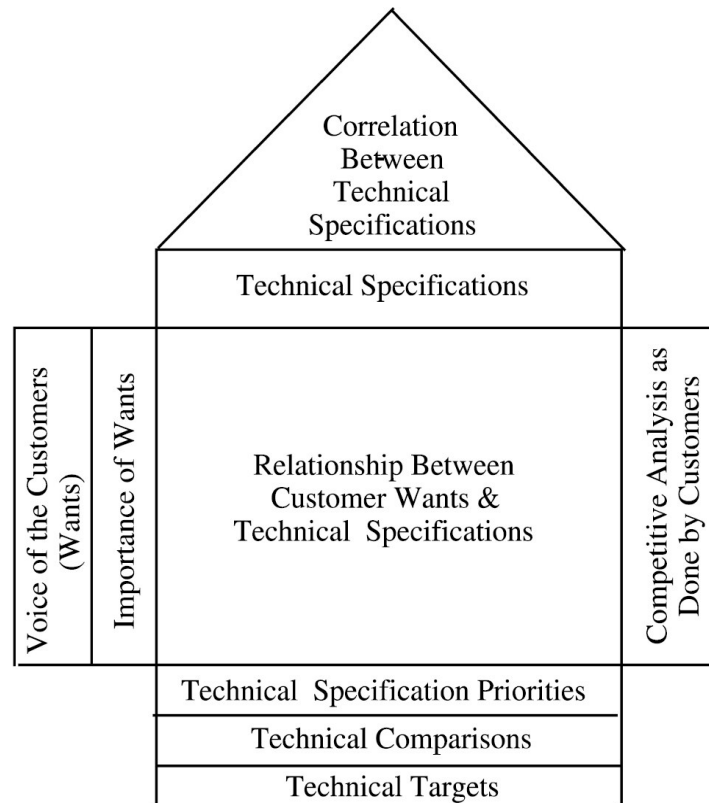 Correlation
Between
Technical
Specifications
Technical Specifications
Voice of the Customers
(Wants)
Importance of Wants
Relationship Between
Customer Wants &
Technical Specifications
Competitive Analysis as
Done by Customers
Technical Specification Priorities
Technical Comparisons
Technical Targets